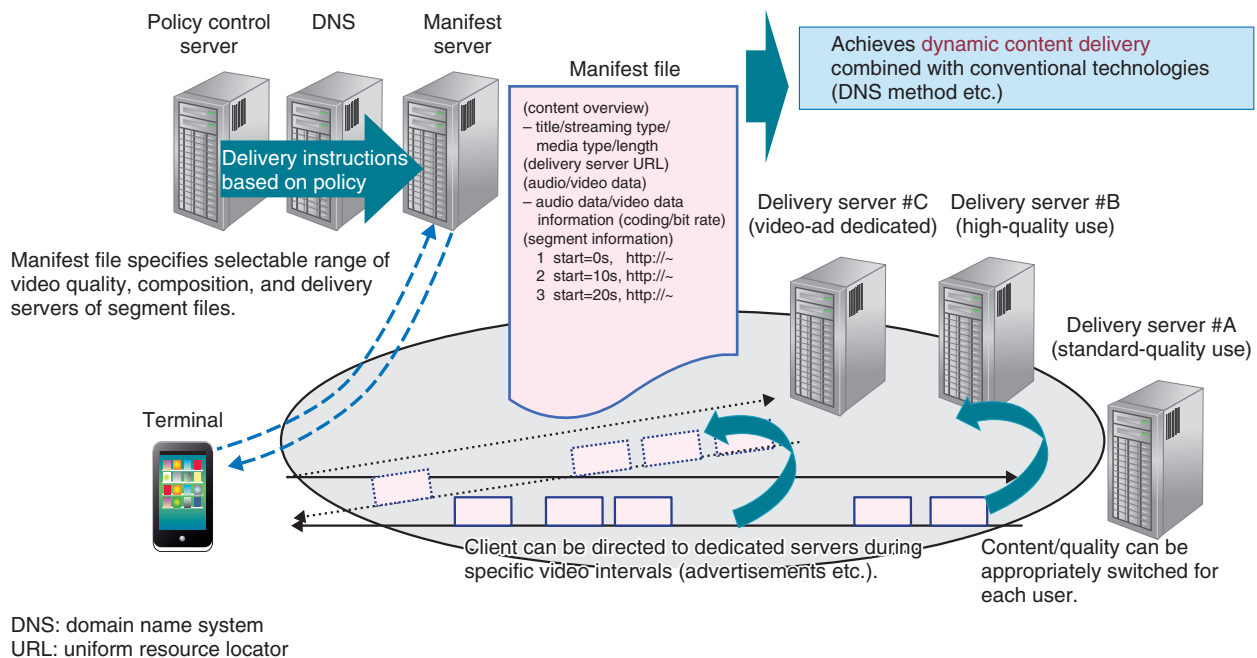 Policy control
server
DNS
Manifest
server
Manifest file
Achieves dynamic content delivery
combined with conventional technologies
(DNS method etc.)
(content overview)
– title/streaming type/
media type/length
(delivery server URL)
(audio/video data)
– audio data/video data
information (coding/bit rate)
(segment information)
1 start=0s, http://~
2 start=10s, http://~
3 start=20s, http://~
Delivery instructions
based on policy
Delivery server #C
(video-ad dedicated)
Delivery server #B
(high-quality use)
Manifest file specifies selectable range of
video quality, composition, and delivery
servers of segment files.
Delivery server #A
(standard-quality use)
Terminal
Client can be directed to dedicated servers during
specific video intervals (advertisements etc.).
Content/quality can be
appropriately switched for
each user.
DNS: domain name system
URL: uniform resource locator